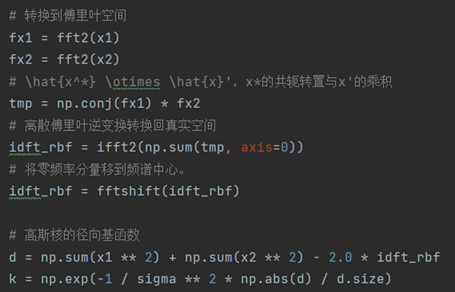 # 转换到傅里叶空间
fx1 = fft2(x1)
fx2 = fft2(x2)
# \hat{x^*} \otimes \hat{x}', x*的共轭转置与x'的乘积
tmp = np.conj(fx1) * fx2
# 离散傅里叶逆变换转换回真实空间
idft_rbf = ifft2(np.sum(tmp, axis=0))
# 将零频率分量移到频谱中心。
idft_rbf = fftshift(idft_rbf)
# 高斯核的径向基函数
d = np.sum(x1 ** 2) + np.sum(x2 ** 2) - 2.0 * idft_rbf
k = np.exp(-1 / sigma ** 2 * np.abs(d) / d.size)